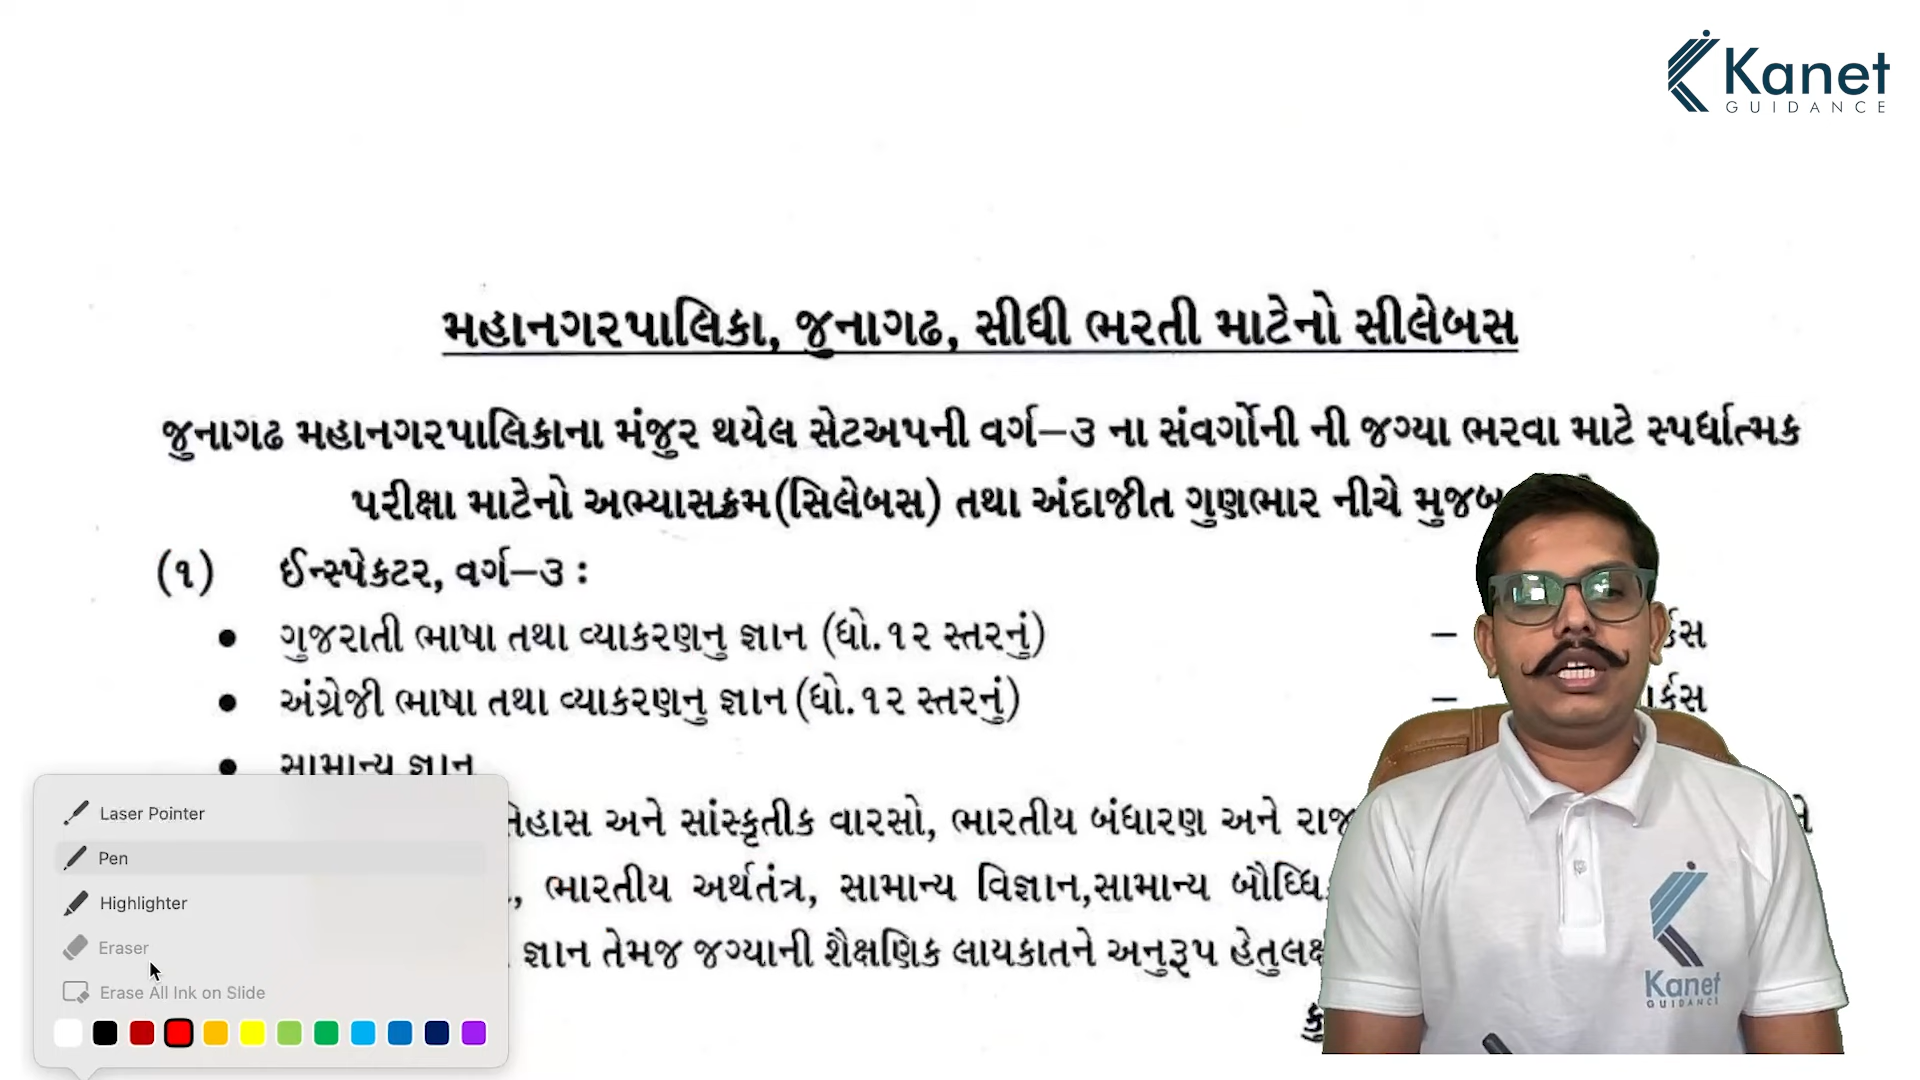 Kanet
GUIDANCE
મહાનગરપાલિકા, જુનાગઢ, સીધી ભરતી માટેનો સીલેબસ
જુનાગઢ મહાનગરપાલિકાના મંજુર થયેલ સેટઅપની વર્ગ–૩ ના સંવર્ગોની ની જગ્યા ભરવા માટે સ્પર્ધાત્મક
પરીક્ષા માટેનો અભ્યાસક્રમ(સિલેબસ) તથા અંદાજીત ગુણભાર નીચે મુજબ
(૧) ઈન્સ્પેકટર, વર્ગ–૩ :
• ગુજરાતી ભાષા તથા વ્યાકરણનુ જ્ઞાન (ધો.૧૨ સ્તરનું) –
• અંગ્રેજી ભાષા તથા વ્યાકરણનુ જ્ઞાન(ધો.૧૨ સ્તરનું) –
• સામાન્ય જ્ઞાન
અને સાંસ્કૃતીક વારસો, ભારતીય બંધારણ અને
ભારતીય અર્થતંત્ર, સામાન્ય વિજ્ઞાન,સામાન્ય
જ્ઞાન તેમજ જગ્યાની શૈક્ષણિક લાયકાતને અનુરૂપ
Laser Pointer
Pen
Highlighter
Eraser
Erase All Ink on Slide
Kanet
GUIDANCE